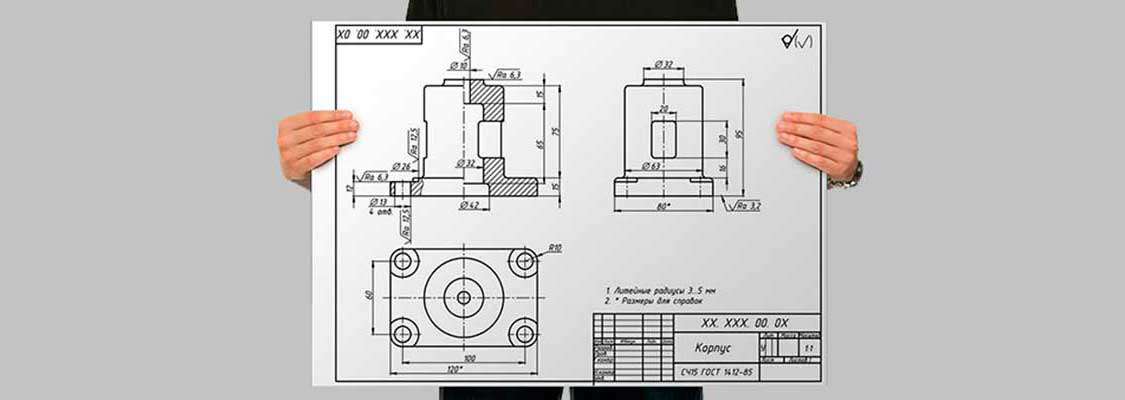 ХХ. ХХХ. 00. 0Х
Ra 6,3
Ø 10
Ra 6,3
15
75
65
15
Ra 12,5
Ø 26
Ø 32
Ra 6,3
12
Ø 13
4 отв.
Ra 12,5
Ø 42
Ø 32
20
30
95
16
Ø 63
80*
Ra 3,2
R10
60
100
120*
1. Литейные радиусы 3...5 мм
2. * Размеры для справок
ХХ. ХХХ. 00. 0Х
Корпус
1:1
СЧ15 ГОСТ 1412-85